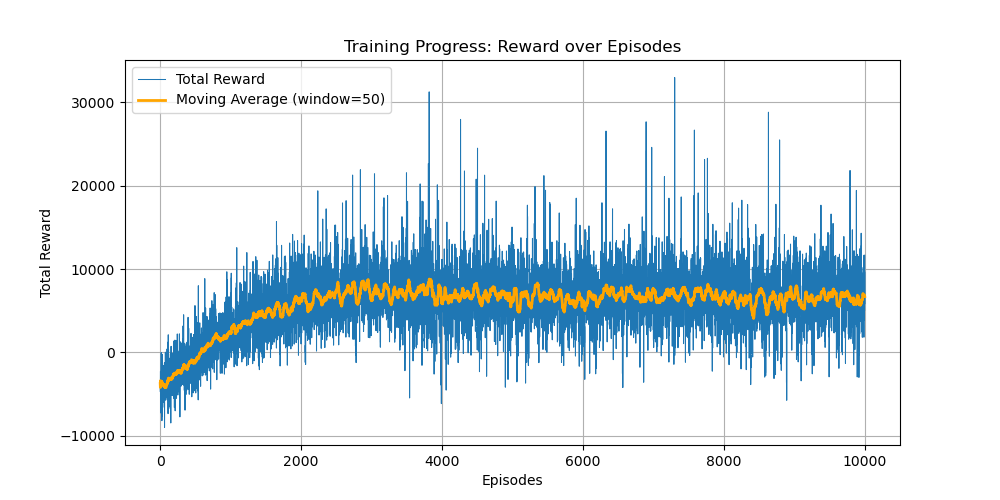 Training Progress: Reward over Episodes
Total Reward
Moving Average (window=50)
Total Reward
30000
20000
10000
0
−10000
0 2000 4000 6000 8000 10000
Episodes